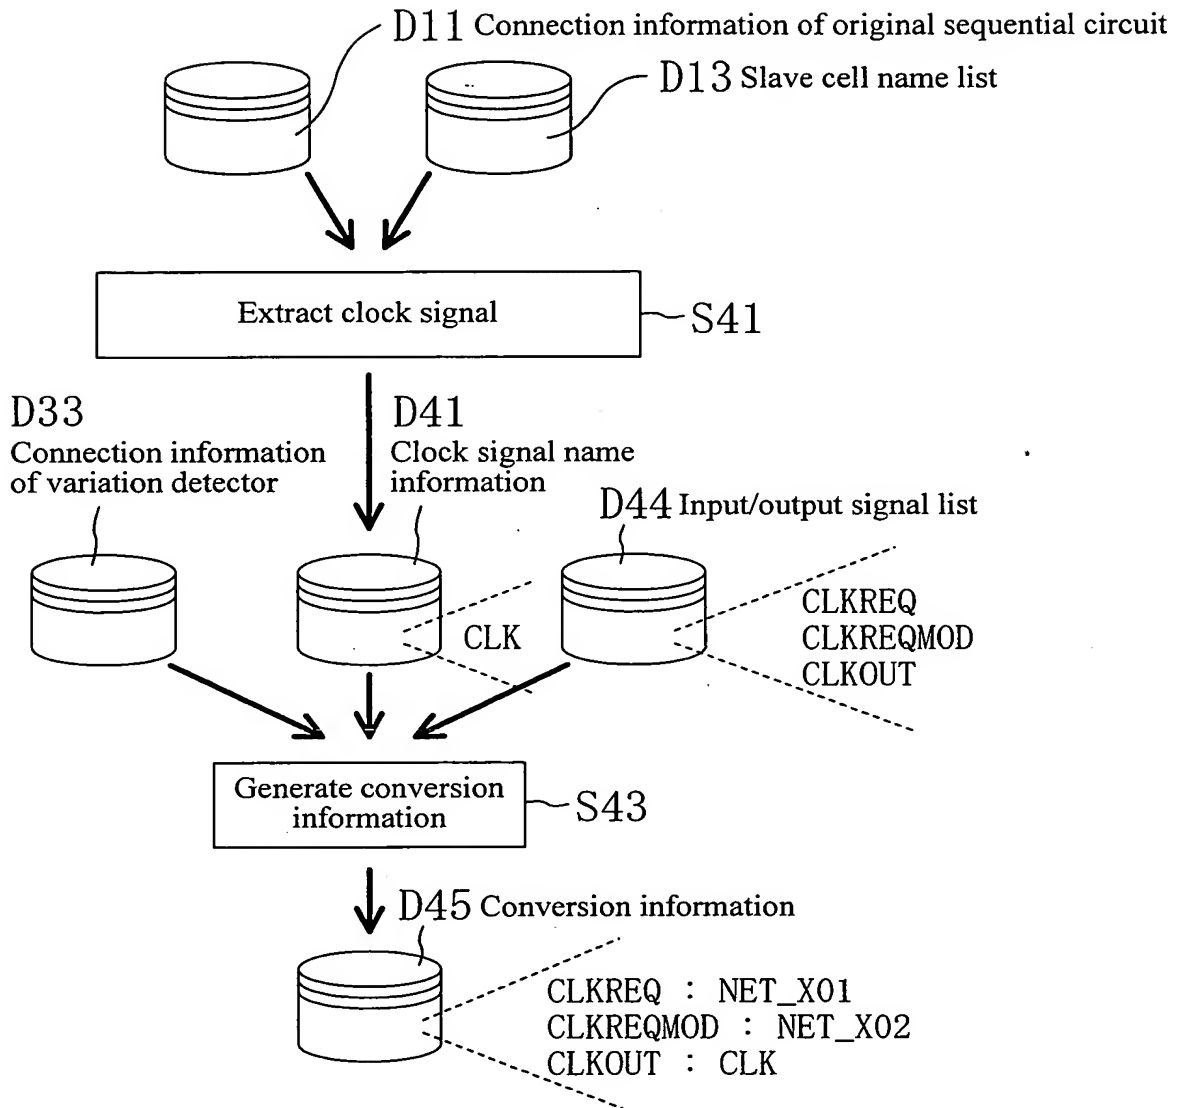 D11 Connection information of original sequential circuit
D13 Slave cell name list
Extract clock signal
S41
D33
Connection information
of variation detector
D41
Clock signal name
information
D44 Input/output signal list
CLK
CLKREQ
CLKREQMOD
CLKOUT
Generate conversion
information
S43
D45 Conversion information
CLKREQ : NET_X01
CLKREQMOD : NET_X02
CLKOUT : CLK